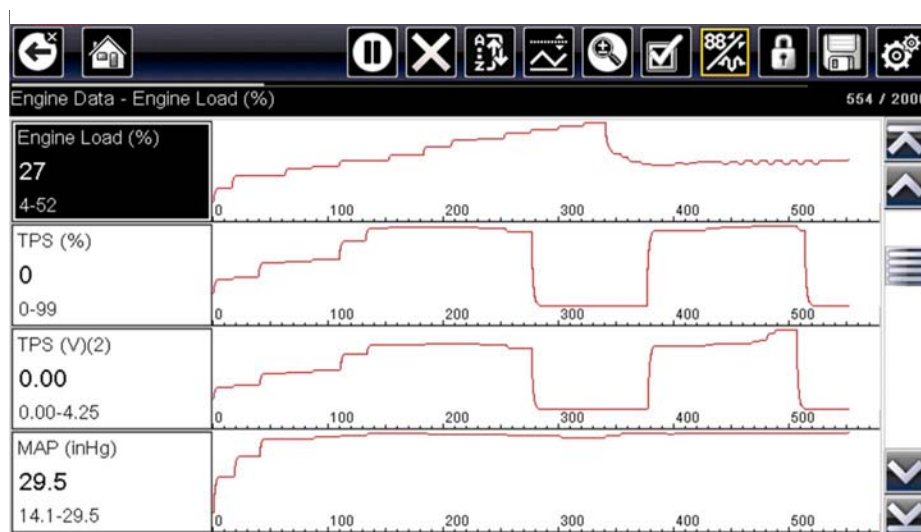 A
Z
88
Engine Data - Engine Load (%)
554 / 2000
Engine Load (%)
27
4-52
0 100 200 300 400 500
TPS (%)
0
0-99
0 100 200 300 400 500
TPS (V)(2)
0.00
0.00-4.25
0 100 200 300 400 500
MAP (inHg)
29.5
14.1-29.5
0 100 200 300 400 500